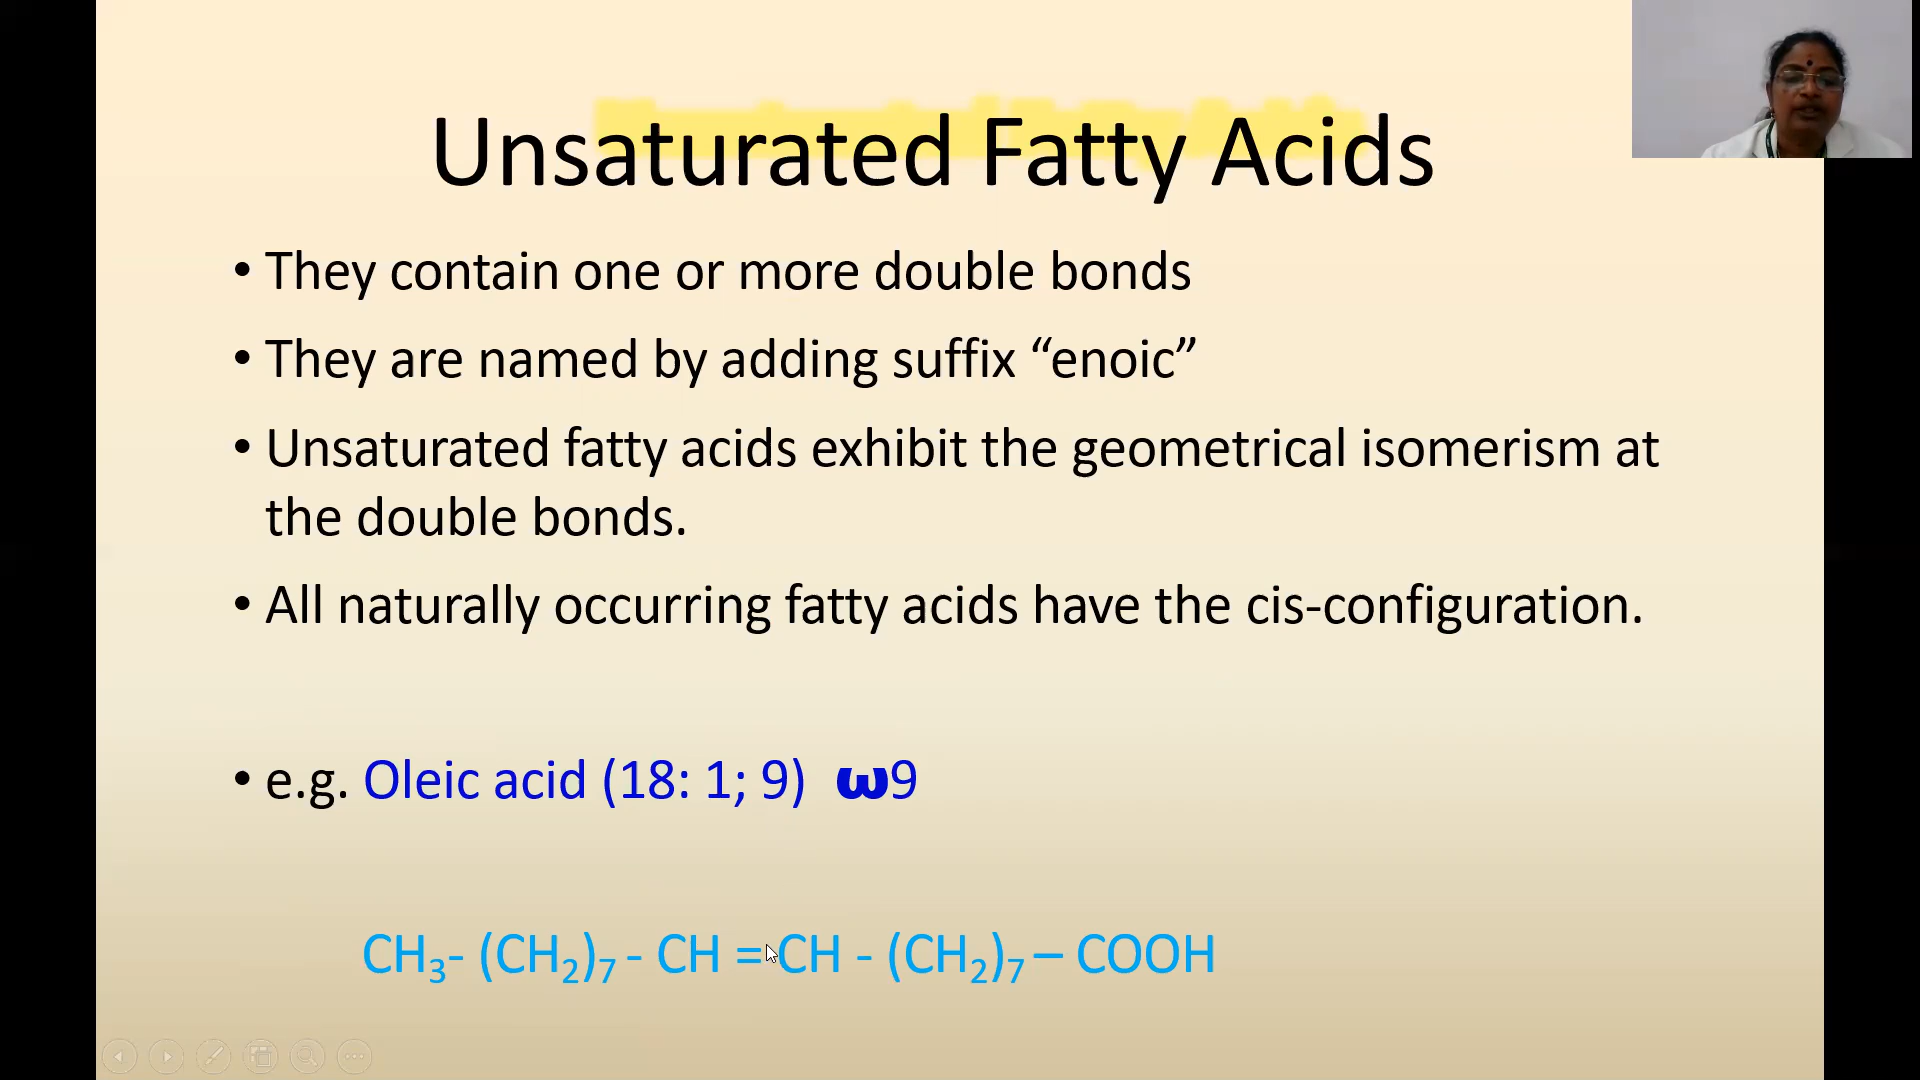 Unsaturated Fatty Acids
• They contain one or more double bonds
• They are named by adding suffix “enoic”
• Unsaturated fatty acids exhibit the geometrical isomerism at
the double bonds.
• All naturally occurring fatty acids have the cis-configuration.
• e.g. Oleic acid (18: 1; 9) ω9
CH₃- (CH₂)₇ - CH = CH - (CH₂)₇ – COOH